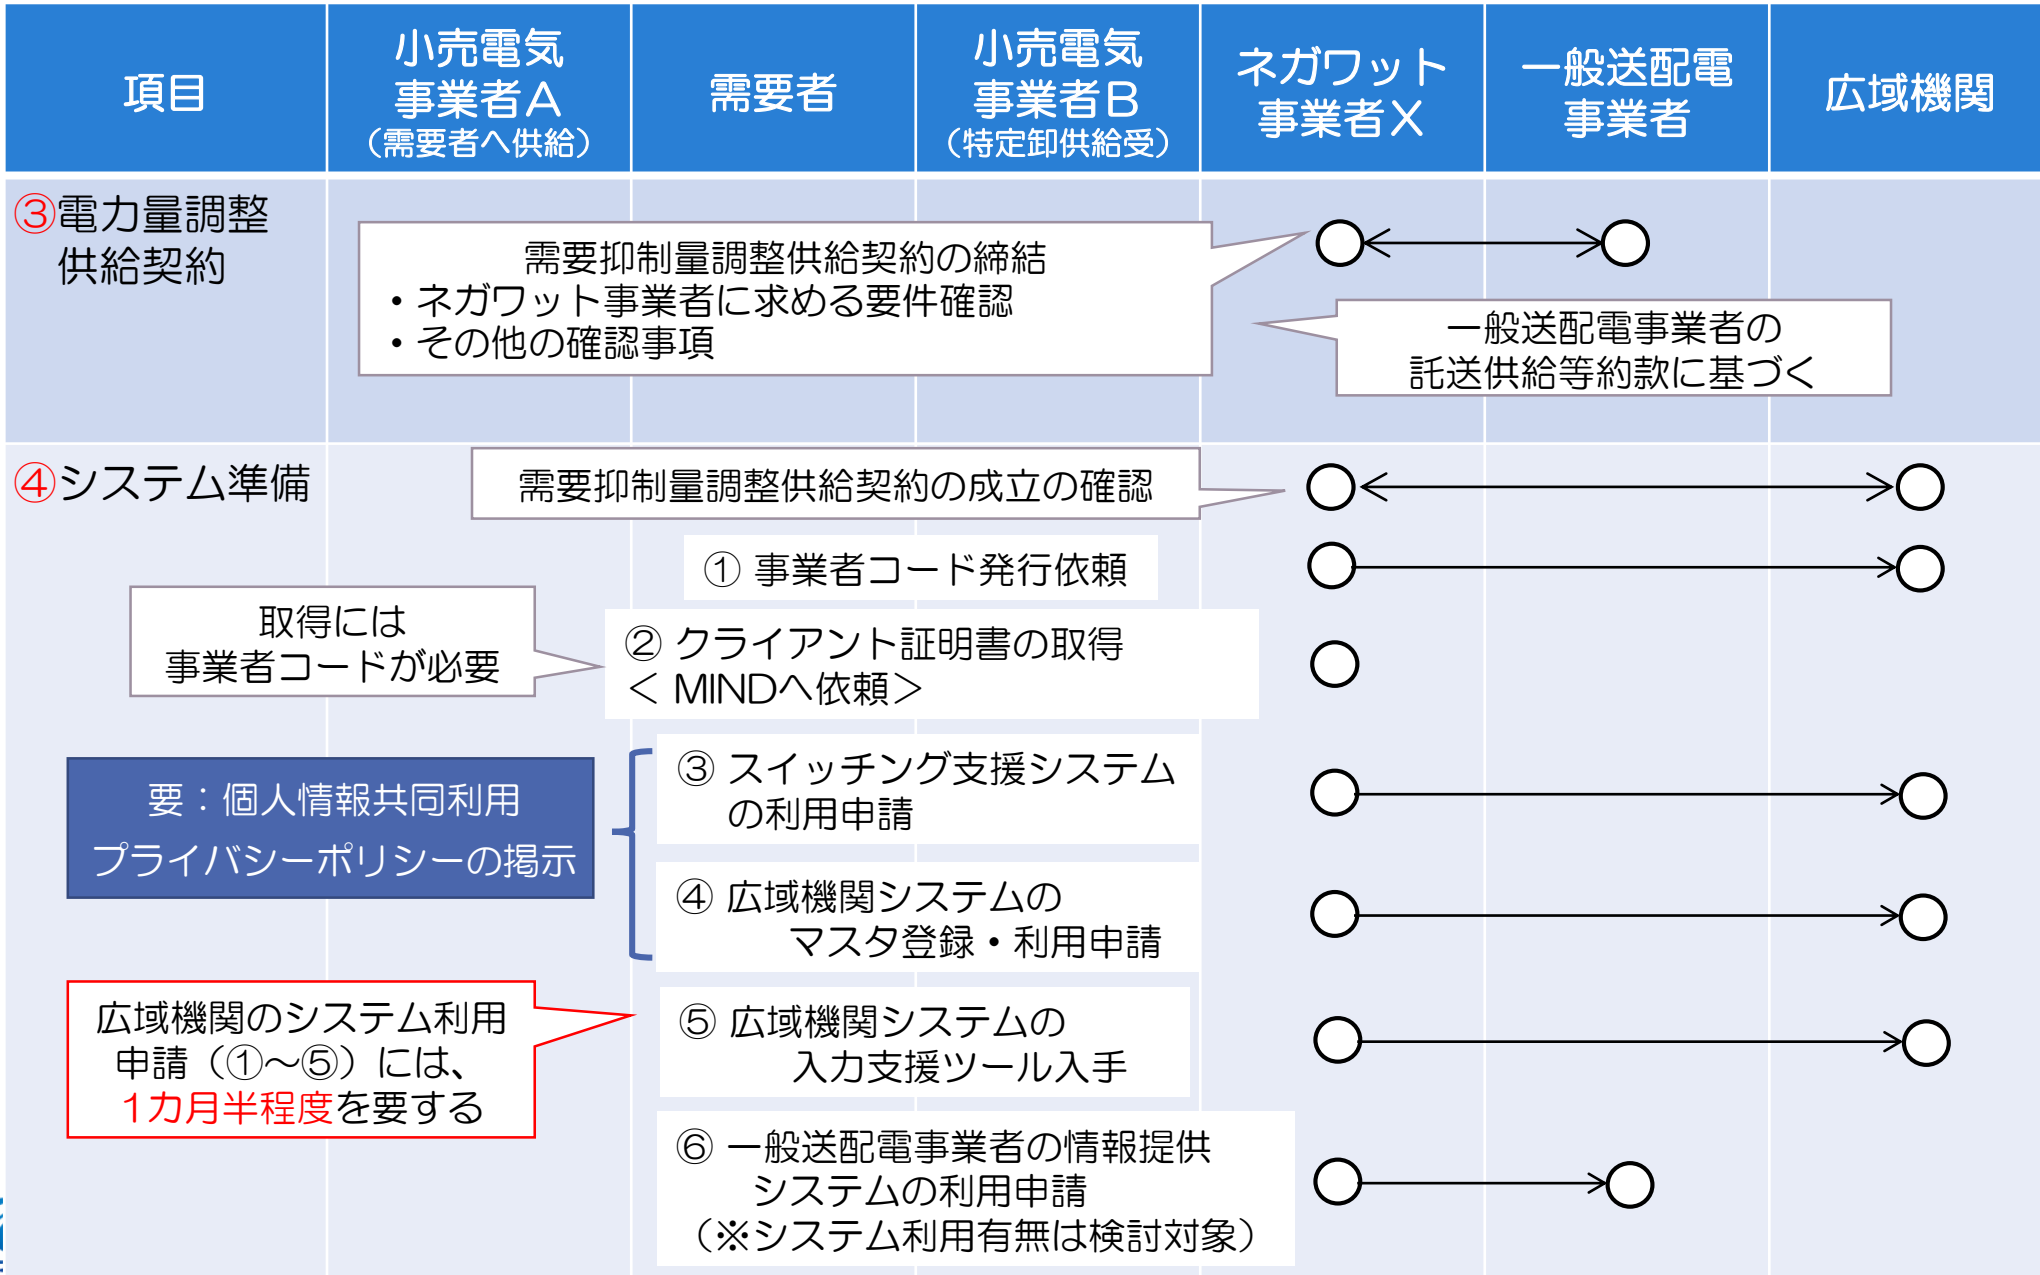 項目
小売電気
事業者A
（需要者へ供給）
需要者
小売電気
事業者B
（特定卸供給受）
ネガワット
事業者X
一般送配電
事業者
広域機関
③電力量調整
供給契約
需要抑制量調整供給契約の締結
・ネガワット事業者に求める要件確認
・その他の確認事項
一般送配電事業者の
託送供給等約款に基づく
④システム準備
需要抑制量調整供給契約の成立の確認
① 事業者コード発行依頼
取得には
事業者コードが必要
② クライアント証明書の取得
＜ MINDへ依頼＞
要：個人情報共同利用
プライバシーポリシーの掲示
③ スイッチング支援システム
の利用申請
④ 広域機関システムの
マスタ登録・利用申請
広域機関のシステム利用
申請（①～⑤）には、
1カ月半程度を要する
⑤ 広域機関システムの
入力支援ツール入手
⑥ 一般送配電事業者の情報提供
システムの利用申請
（※システム利用有無は検討対象）